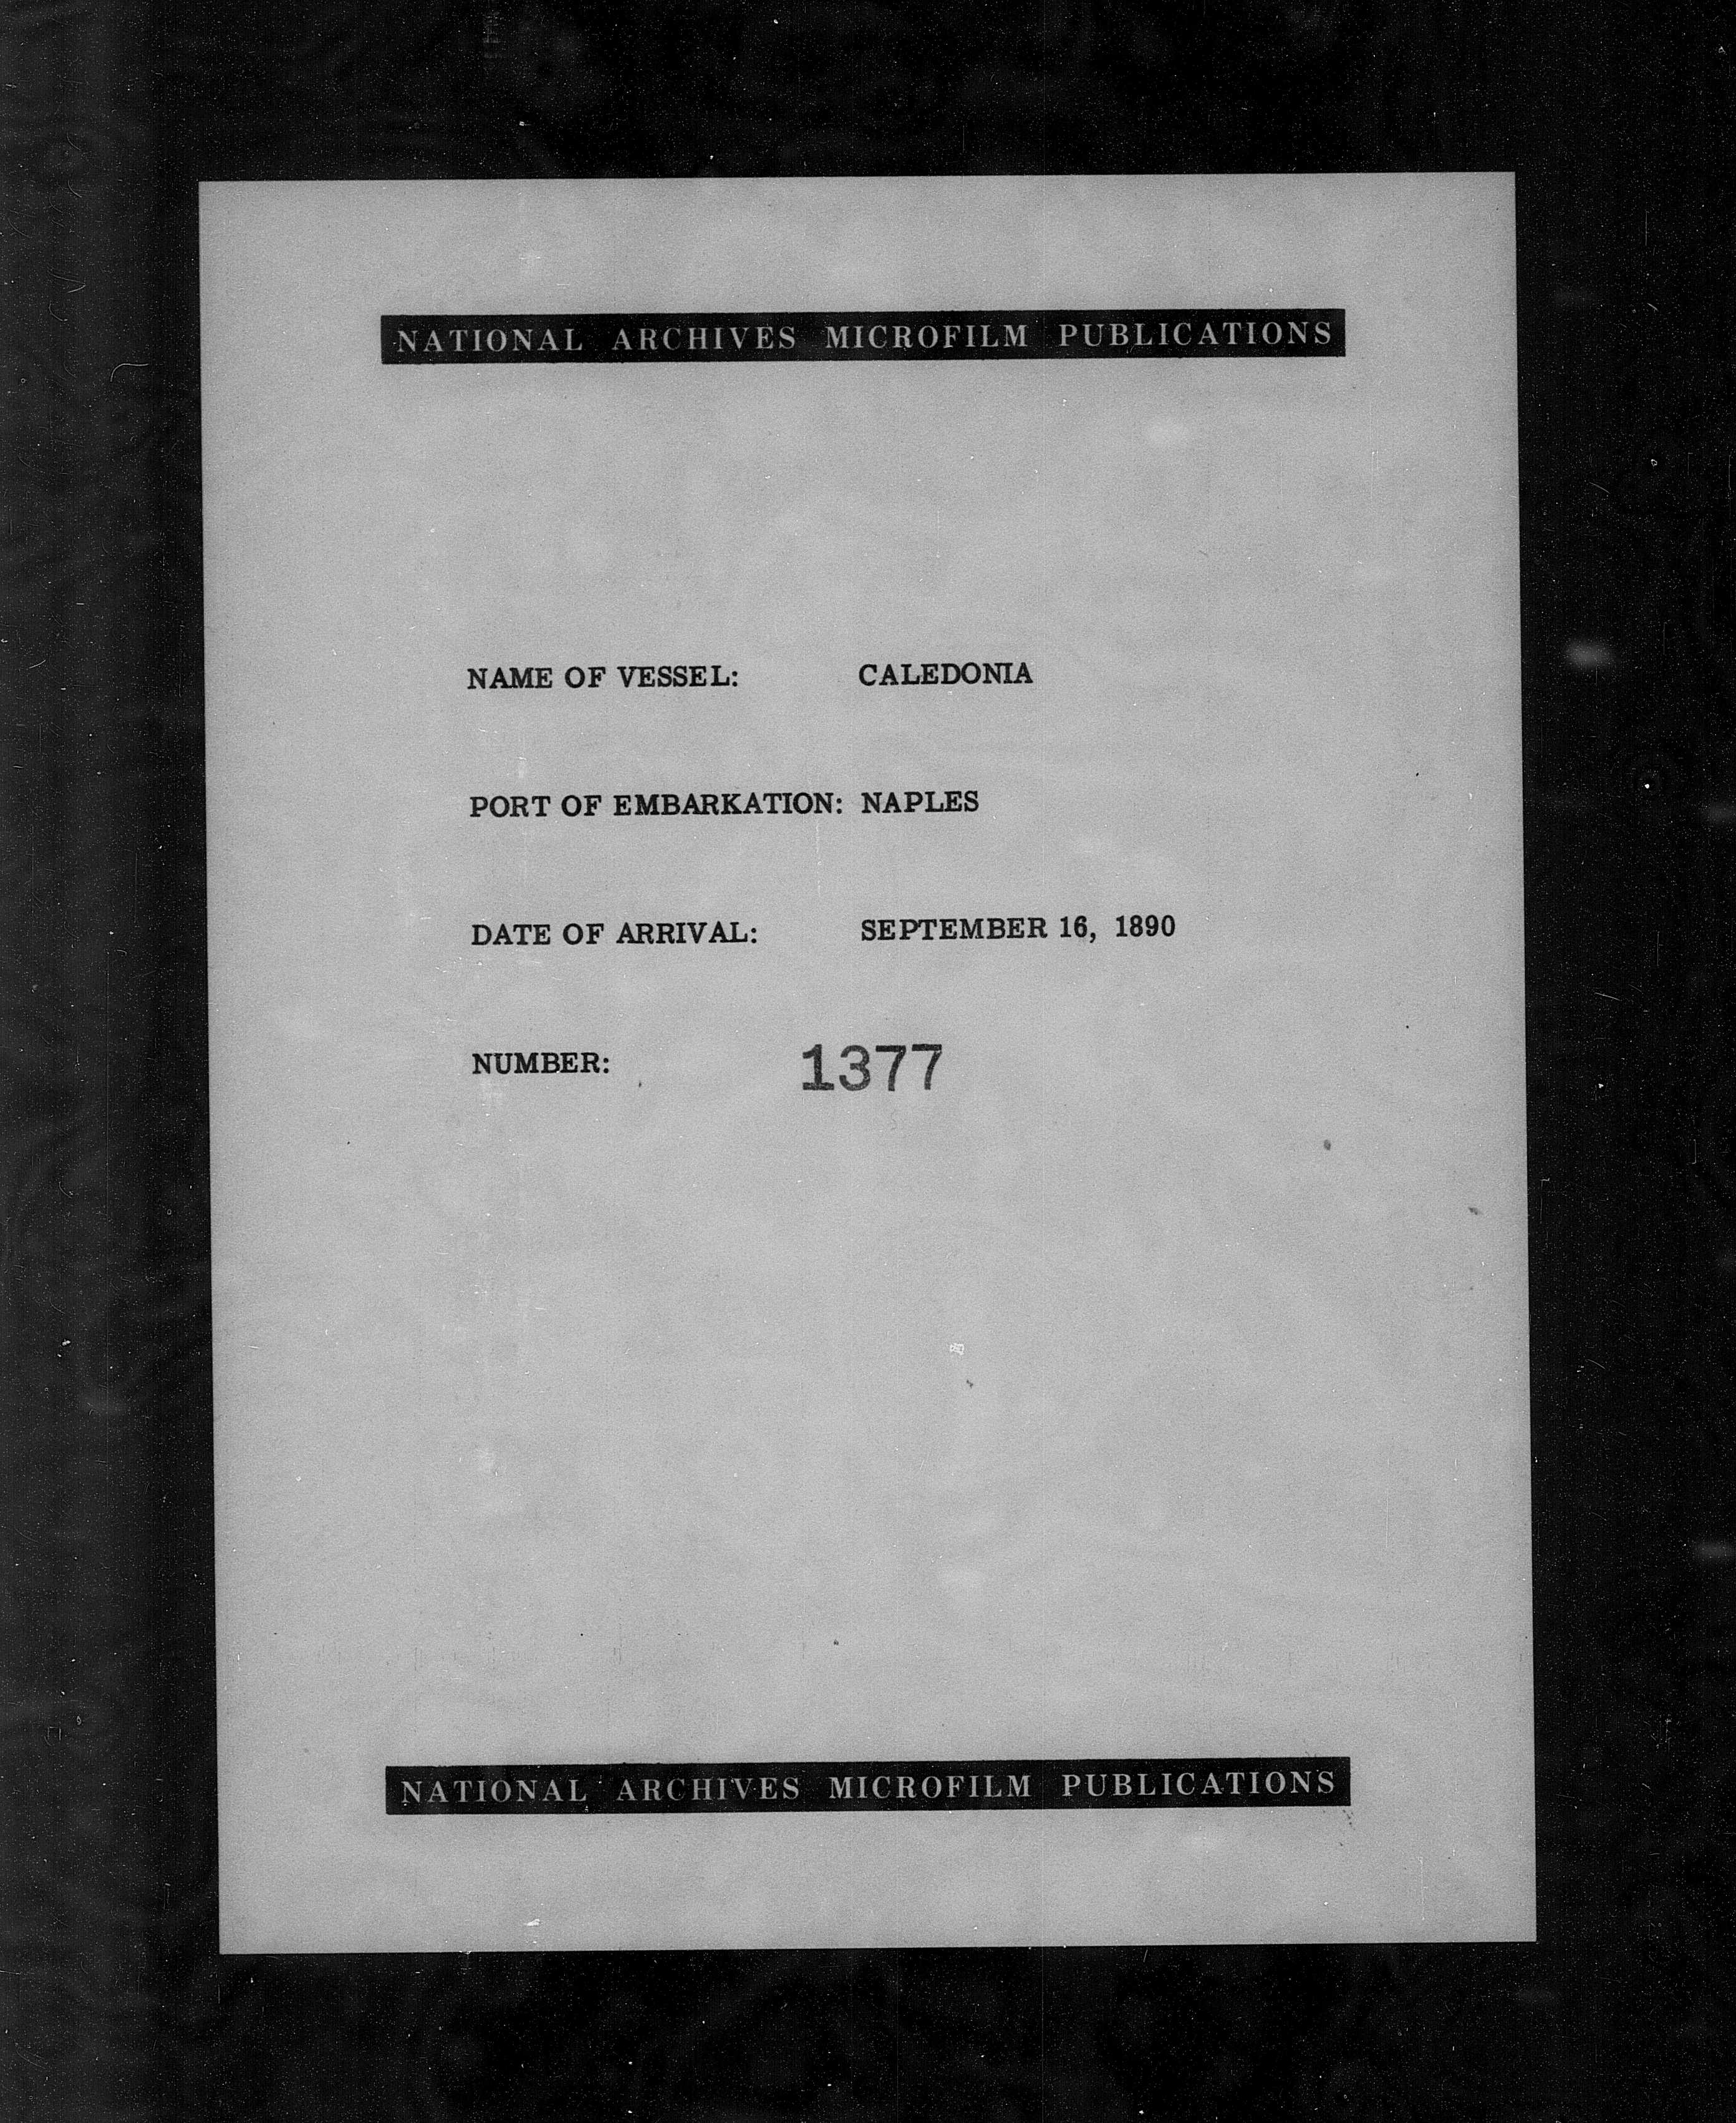 NATIONAL ARCHIVES MICROFILM PUBLICATIONS
NAME OF VESSEL: CALEDONIA
PORT OF EMBARKATION: NAPLES
DATE OF ARRIVAL: SEPTEMBER 16, 1890
NUMBER: 1377
NATIONAL ARCHIVES MICROFILM PUBLICATIONS